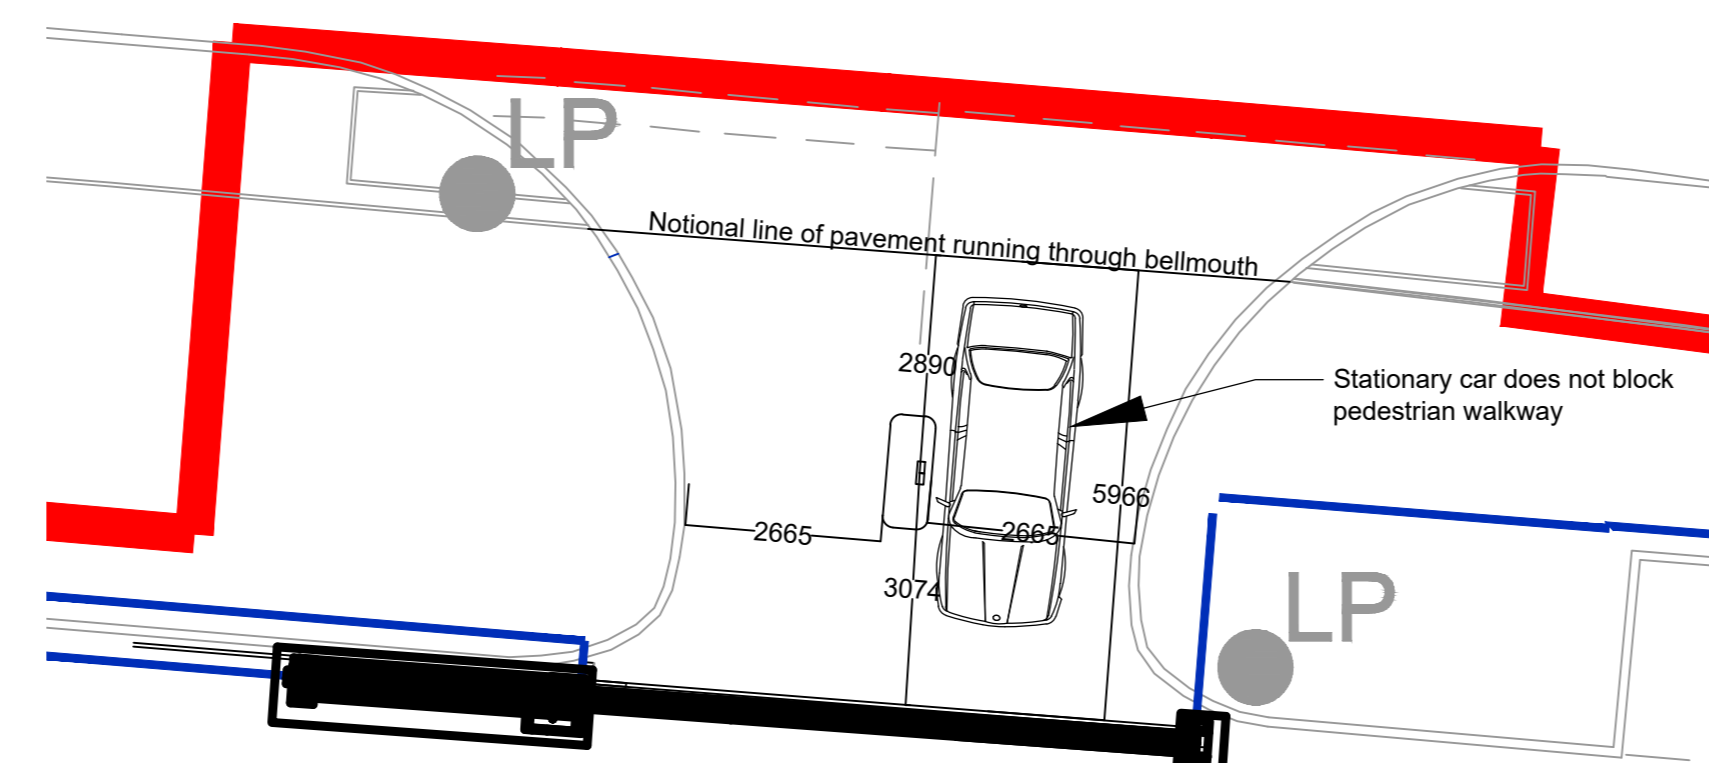 LP
Notional line of pavement running through bellmouth
2890
Stationary car does not block
pedestrian walkway
5966
2665
2665
3074
LP